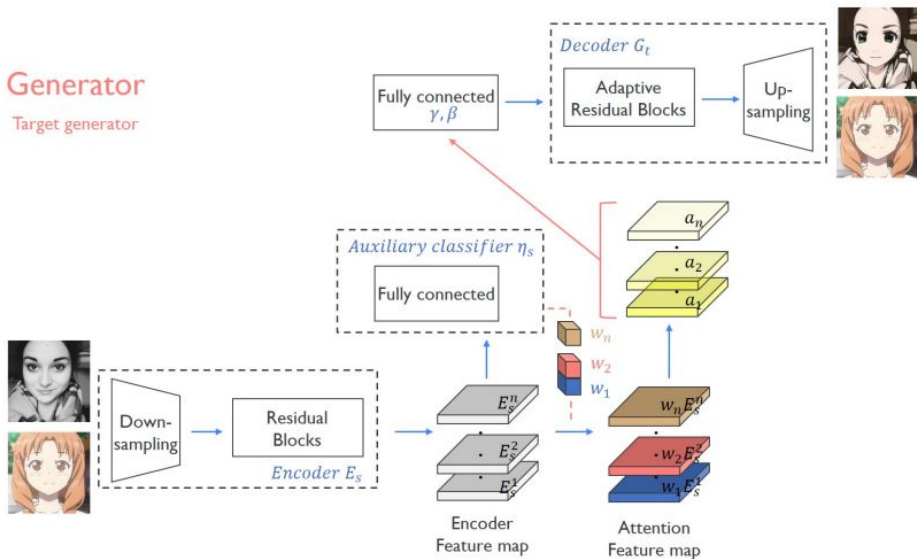 Generator
Target generator
Fully connected
γ, β
Decoder G_t
Adaptive
Residual Blocks
Up-
sampling
Auxiliary classifier η_s
Fully connected
a_n
a_2
a_1
w_n
w_2
w_1
Down-
sampling
Residual
Blocks
Encoder E_s
E_s^n
E_s^2
E_s^1
w_nE_s^n
w_2E_s^2
w_1E_s^1
Encoder
Feature map
Attention
Feature map